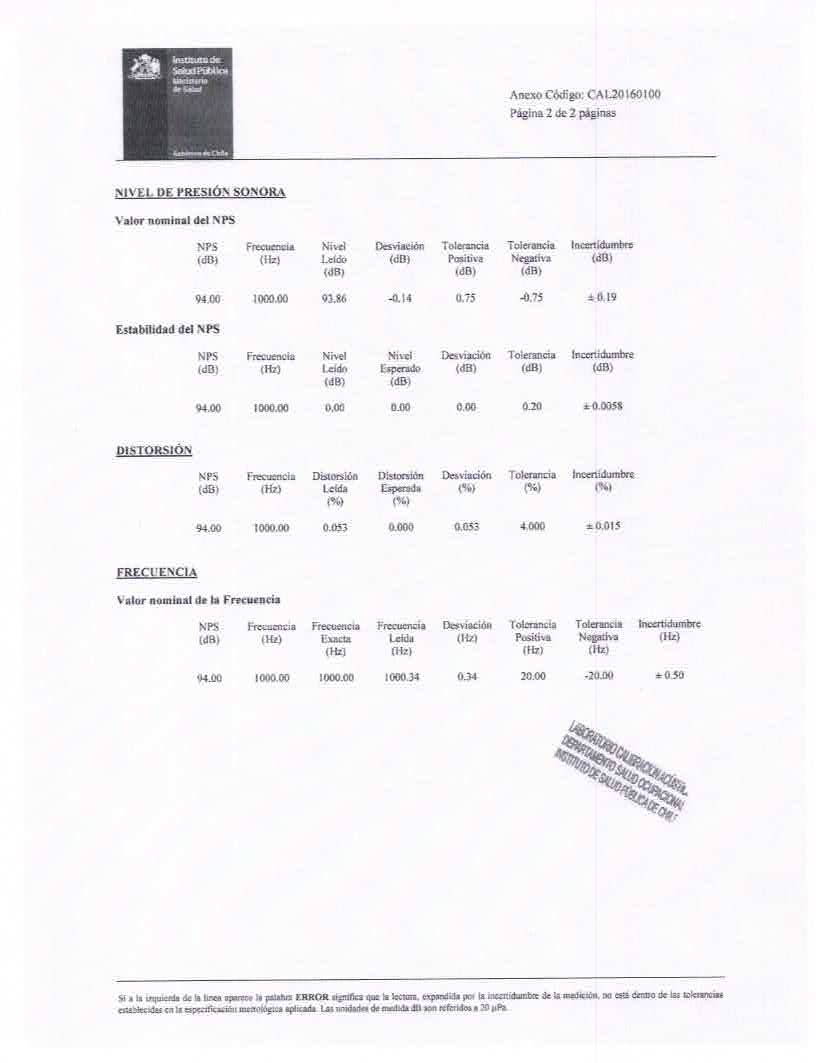 Instituto de
Salud Pública
Ministerio
de Salud
Gobierno de Chile
Anexo Código: CAL20160100
Página 2 de 2 páginas
NIVEL DE PRESIÓN SONORA
Valor nominal del NPS
NPS Frecuencia Nivel Desviación Tolerancia Tolerancia Incertidumbre
(dB) (Hz) Leído (dB) Positiva Negativa (dB)
(dB) (dB) (dB)
94.00 1000.00 93.86 -0.14 0.75 -0.75 ± 0.19
Estabilidad del NPS
NPS Frecuencia Nivel Nivel Desviación Tolerancia Incertidumbre
(dB) (Hz) Leído Esperado (dB) (dB) (dB)
(dB) (dB)
94.00 1000.00 0.00 0.00 0.00 0.20 ± 0.0058
DISTORSIÓN
NPS Frecuencia Distorsión Distorsión Desviación Tolerancia Incertidumbre
(dB) (Hz) Leída Esperada (%) (%) (%)
(%) (%)
94.00 1000.00 0.053 0.000 0.053 4.000 ± 0.015
FRECUENCIA
Valor nominal de la Frecuencia
NPS Frecuencia Frecuencia Frecuencia Desviación Tolerancia Tolerancia Incertidumbre
(dB) (Hz) Exacta Leída (Hz) Positiva Negativa (Hz)
(Hz) (Hz) (Hz) (Hz)
94.00 1000.00 1000.00 1000.34 0.34 20.00 -20.00 ± 0.50
LABORATORIO CALIBRACION ACÚSTICA
DEPARTAMENTO SALUD OCUPACIONAL
INSTITUTO DE SALUD PÚBLICA DE CHILE
Si a la izquierda de la línea aparece la palabra ERROR significa que la lectura, expandida por la incertidumbre de la medición, no está dentro de las tolerancias
establecidas en la especificación metrológica aplicada. Las unidades de medida dB son referidos a 20 µPa.